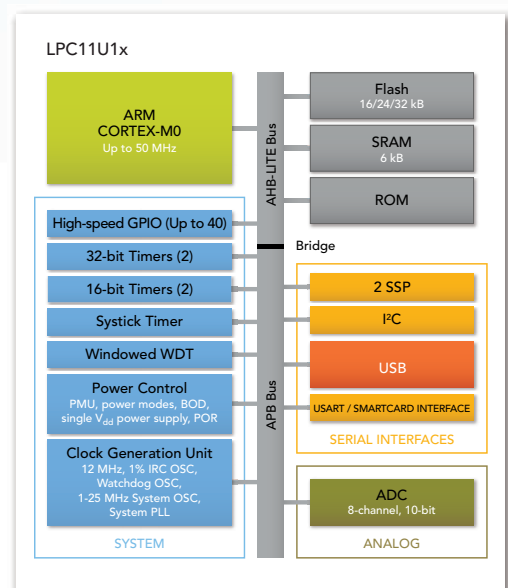 LPC11U1x
ARM
CORTEX-M0
Up to 50 MHz
AHB-LITE Bus
Flash
16/24/32 kB
SRAM
6 kB
ROM
High-speed GPIO (Up to 40)
32-bit Timers (2)
16-bit Timers (2)
Systick Timer
Windowed WDT
Power Control
PMU, power modes, BOD,
single Vdd power supply, POR
Clock Generation Unit
12 MHz, 1% IRC OSC,
Watchdog OSC,
1-25 MHz System OSC,
System PLL
SYSTEM
Bridge
APB Bus
2 SSP
I²C
USB
USART / SMARTCARD INTERFACE
SERIAL INTERFACES
ADC
8-channel, 10-bit
ANALOG